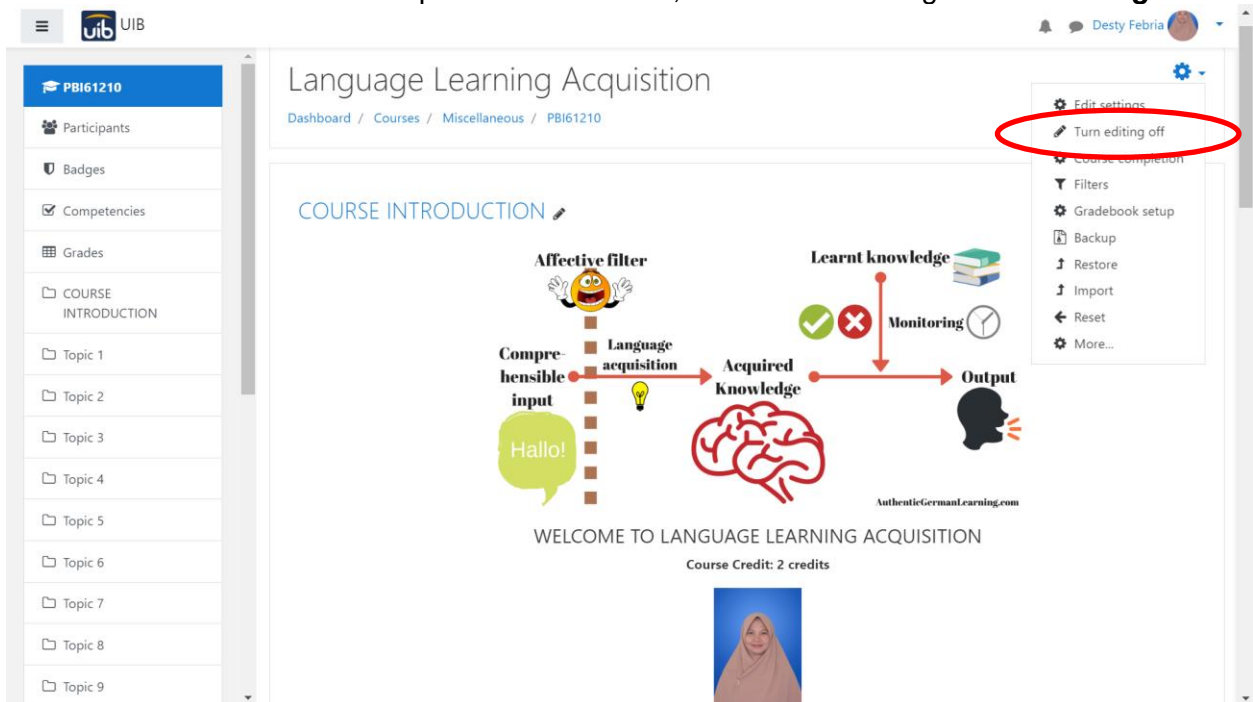 uib UIB
Desty Febria
PBI61210
Participants
Badges
Competencies
Grades
COURSE
INTRODUCTION
Topic 1
Topic 2
Topic 3
Topic 4
Topic 5
Topic 6
Topic 7
Topic 8
Topic 9
Language Learning Acquisition
Dashboard / Courses / Miscellaneous / PBI61210
Edit settings
Turn editing off
Course completion
Filters
Gradebook setup
Backup
Restore
Import
Reset
More...
COURSE INTRODUCTION
Affective filter
Learnt knowledge
Monitoring
Compre-
hensible
input
Language
acquisition
Acquired
Knowledge
Output
Hallo!
AuthenticGermanLearning.com
WELCOME TO LANGUAGE LEARNING ACQUISITION
Course Credit: 2 credits